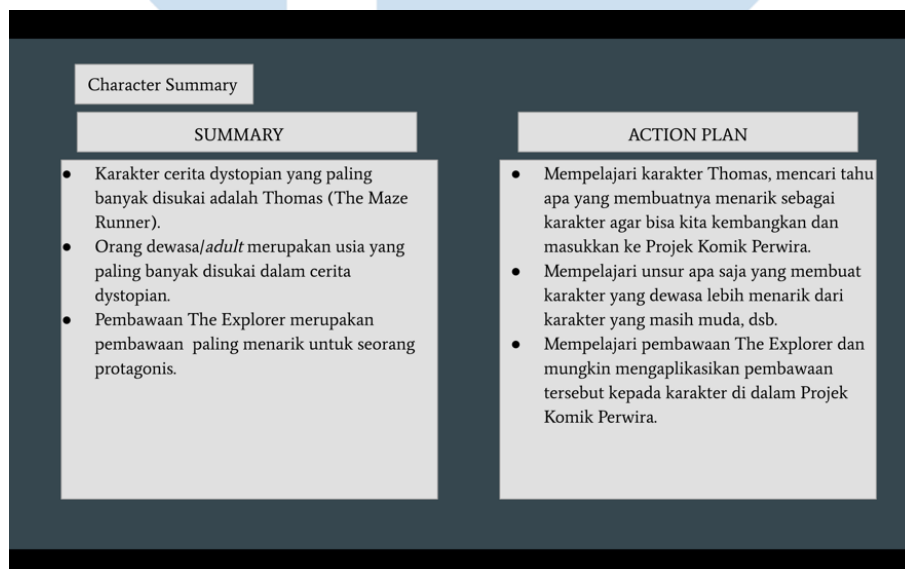 Character Summary
SUMMARY
● Karakter cerita dystopian yang paling
banyak disukai adalah Thomas (The Maze
Runner).
● Orang dewasa/adult merupakan usia yang
paling banyak disukai dalam cerita
dystopian.
● Pembawaan The Explorer merupakan
pembawaan paling menarik untuk seorang
protagonis.
ACTION PLAN
● Mempelajari karakter Thomas, mencari tahu
apa yang membuatnya menarik sebagai
karakter agar bisa kita kembangkan dan
masukkan ke Projek Komik Perwira.
● Mempelajari unsur apa saja yang membuat
karakter yang dewasa lebih menarik dari
karakter yang masih muda, dsb.
● Mempelajari pembawaan The Explorer dan
mungkin mengaplikasikan pembawaan
tersebut kepada karakter di dalam Projek
Komik Perwira.